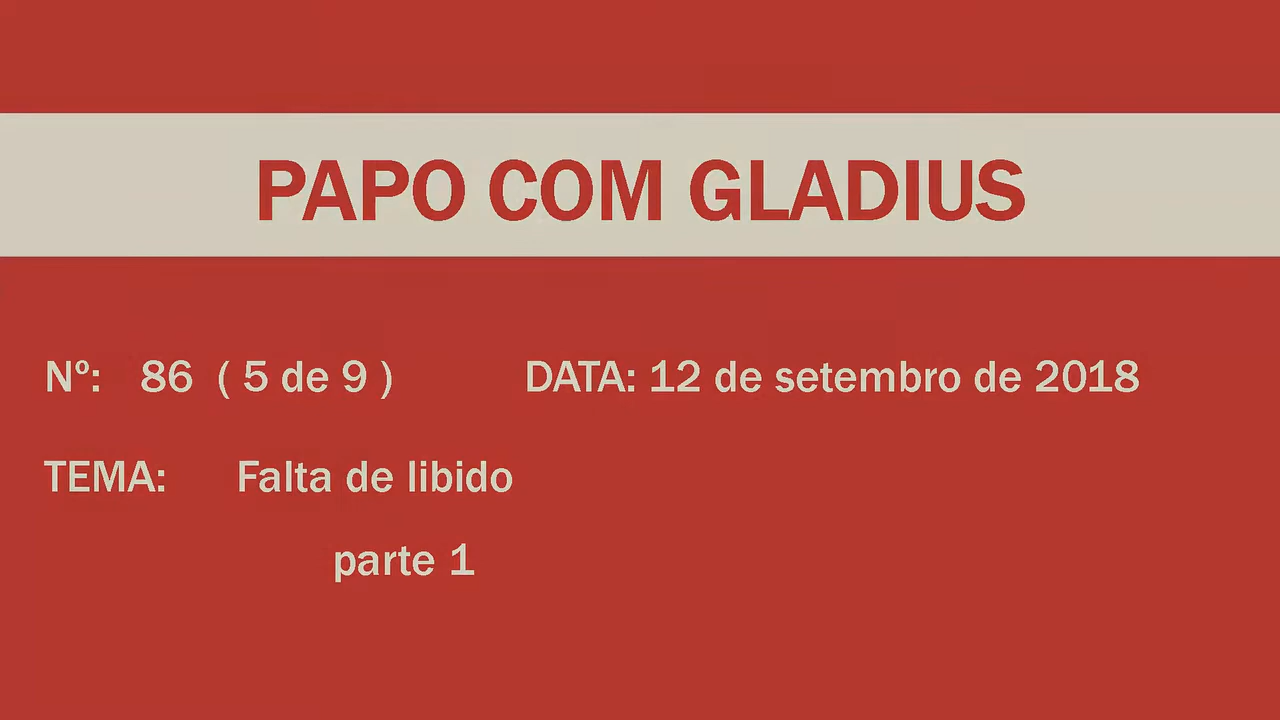 PAPO COM GLADIUS
Nº: 86 ( 5 de 9 ) DATA: 12 de setembro de 2018
TEMA: Falta de libido
parte 1